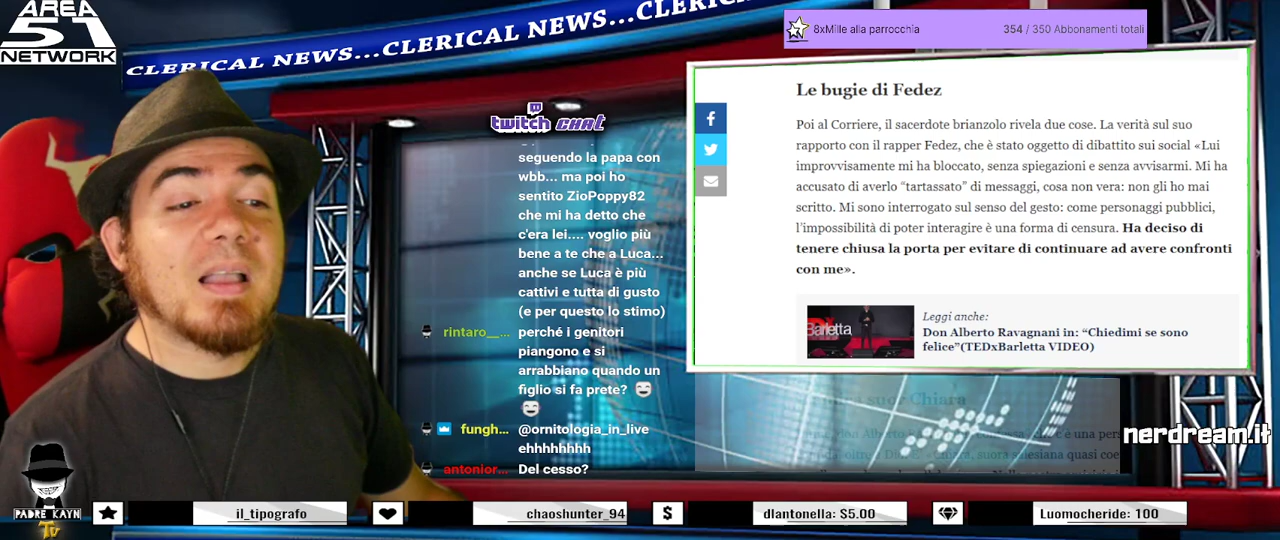 AREA
51
NETWORK
CLERICAL NEWS...CLERICAL NEWS...CLERIC
8xMille alla parrocchia
354 / 350 Abbonamenti totali
twitch CHAT
seguendo la papa con
wbb... ma poi ho
sentito ZioPoppy82
che mi ha detto che
c'era lei.... voglio più
bene a te che a Luca...
anche se Luca è più
cattivi e tutta di gusto
(e per questo lo stimo)
rintaro__... perché i genitori
piangono e si
arrabbiano quando un
figlio si fa prete?
fungh... @ornitologia_in_live
ehhhhhhhh
antonior... Del cesso?
Le bugie di Fedez
Poi al Corriere, il sacerdote brianzolo rivela due cose. La verità sul suo
rapporto con il rapper Fedez, che è stato oggetto di dibattito sui social «Lui
improvvisamente mi ha bloccato, senza spiegazioni e senza avvisarmi. Mi ha
accusato di averlo “tartassato” di messaggi, cosa non vera: non gli ho mai
scritto. Mi sono interrogato sul senso del gesto: come personaggi pubblici,
l’impossibilità di poter interagire è una forma di censura. Ha deciso di
tenere chiusa la porta per evitare di continuare ad avere confronti
con me».
Barletta
Leggi anche:
Don Alberto Ravagnani in: “Chiedimi se sono
felice”(TEDxBarletta VIDEO)
suor Chiara
nerdream.it
PADRE KAYN
Tv
il_tipografo
chaoshunter_94
dlantonella: $5.00
Luomocheride: 100